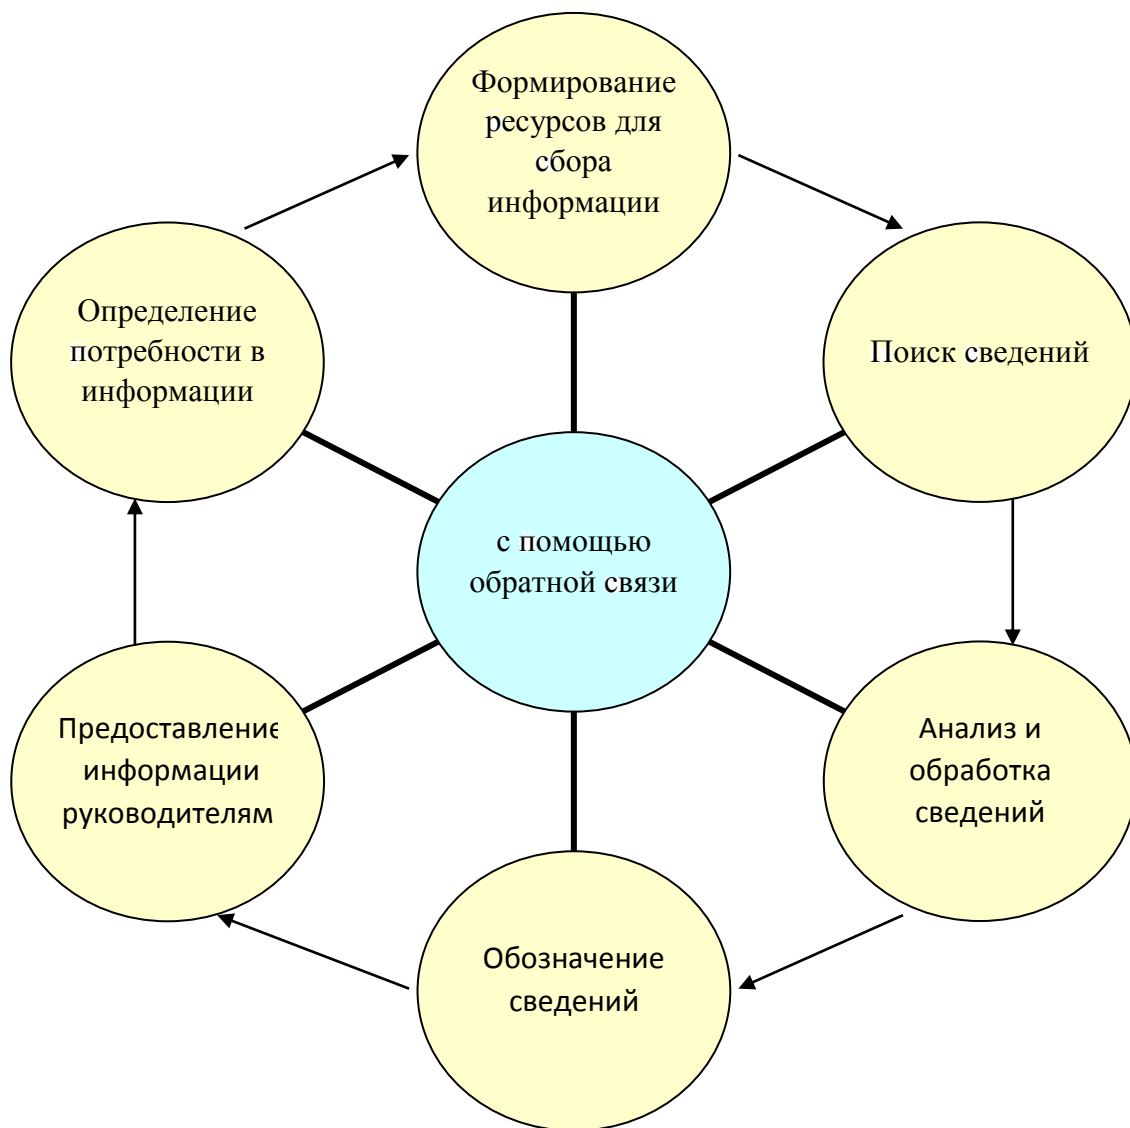 Формирование
ресурсов для
сбора
информации
Определение
потребности в
информации
Поиск сведений
с помощью
обратной связи
Предоставление
информации
руководителям
Анализ и
обработка
сведений
Обозначение
сведений